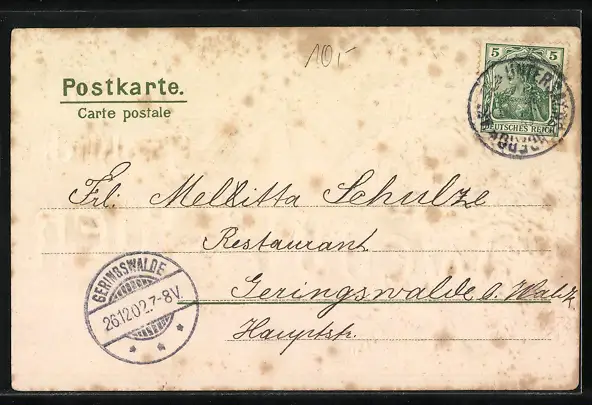 10,-
5 5
DEUTSCHES REICH
Postkarte.
Carte postale
Frl. Mellitta Schulze
Restaurant
Geringswalde
Hauptstr.
GERINGSWALDE
26.12.02.7-8V.